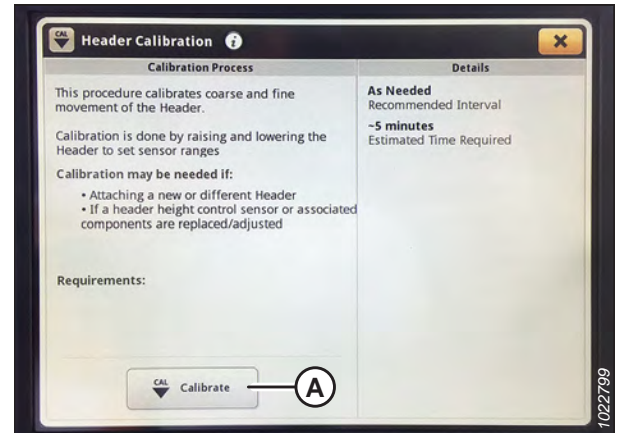 CAL
Header Calibration i
Calibration Process
This procedure calibrates coarse and fine
movement of the Header.
Calibration is done by raising and lowering the
Header to set sensor ranges
Calibration may be needed if:
• Attaching a new or different Header
• If a header height control sensor or associated
components are replaced/adjusted
Requirements:
CAL Calibrate
A
Details
As Needed
Recommended Interval
~5 minutes
Estimated Time Required
1022799